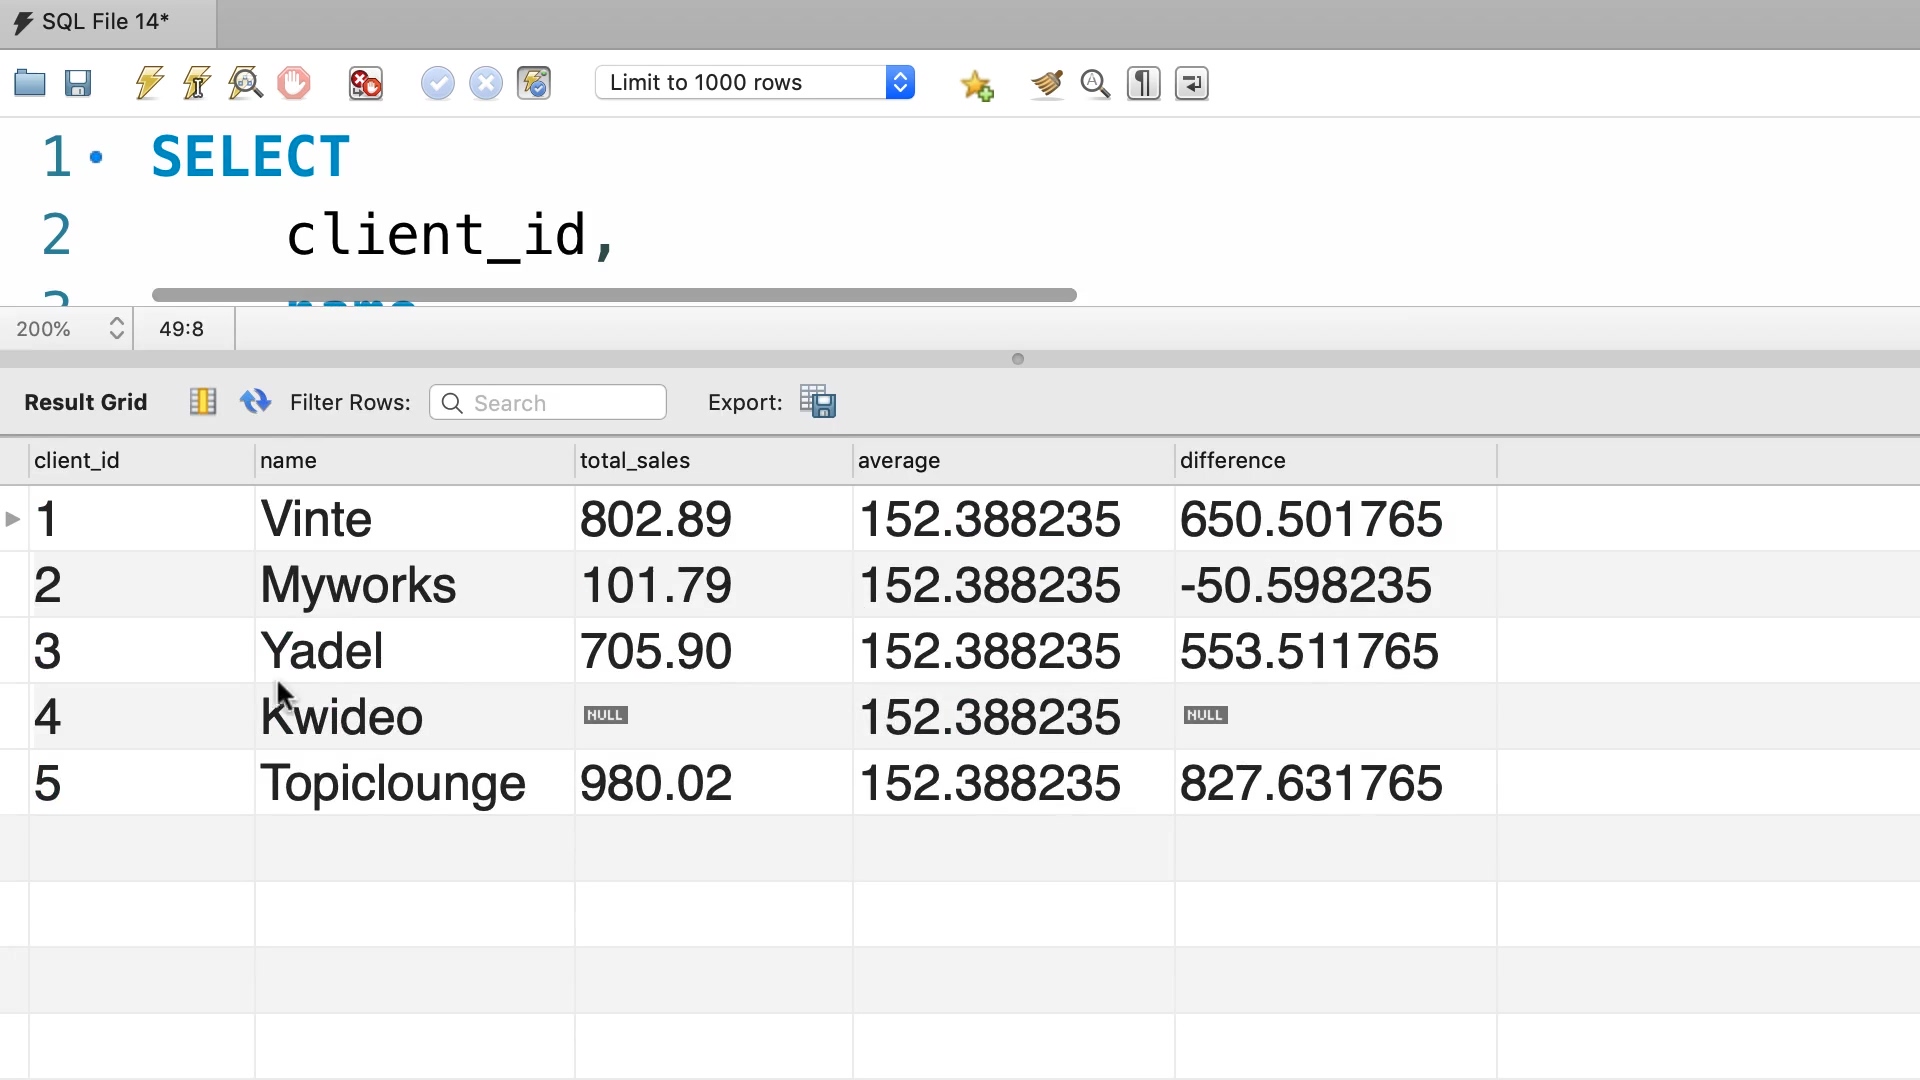 SQL File 14*
Limit to 1000 rows
1 SELECT
2 client_id,
200% 49:8
Result Grid Filter Rows: Search Export:
client_id name total_sales average difference
1 Vinte 802.89 152.388235 650.501765
2 Myworks 101.79 152.388235 -50.598235
3 Yadel 705.90 152.388235 553.511765
4 Kwideo NULL 152.388235 NULL
5 Topiclounge 980.02 152.388235 827.631765